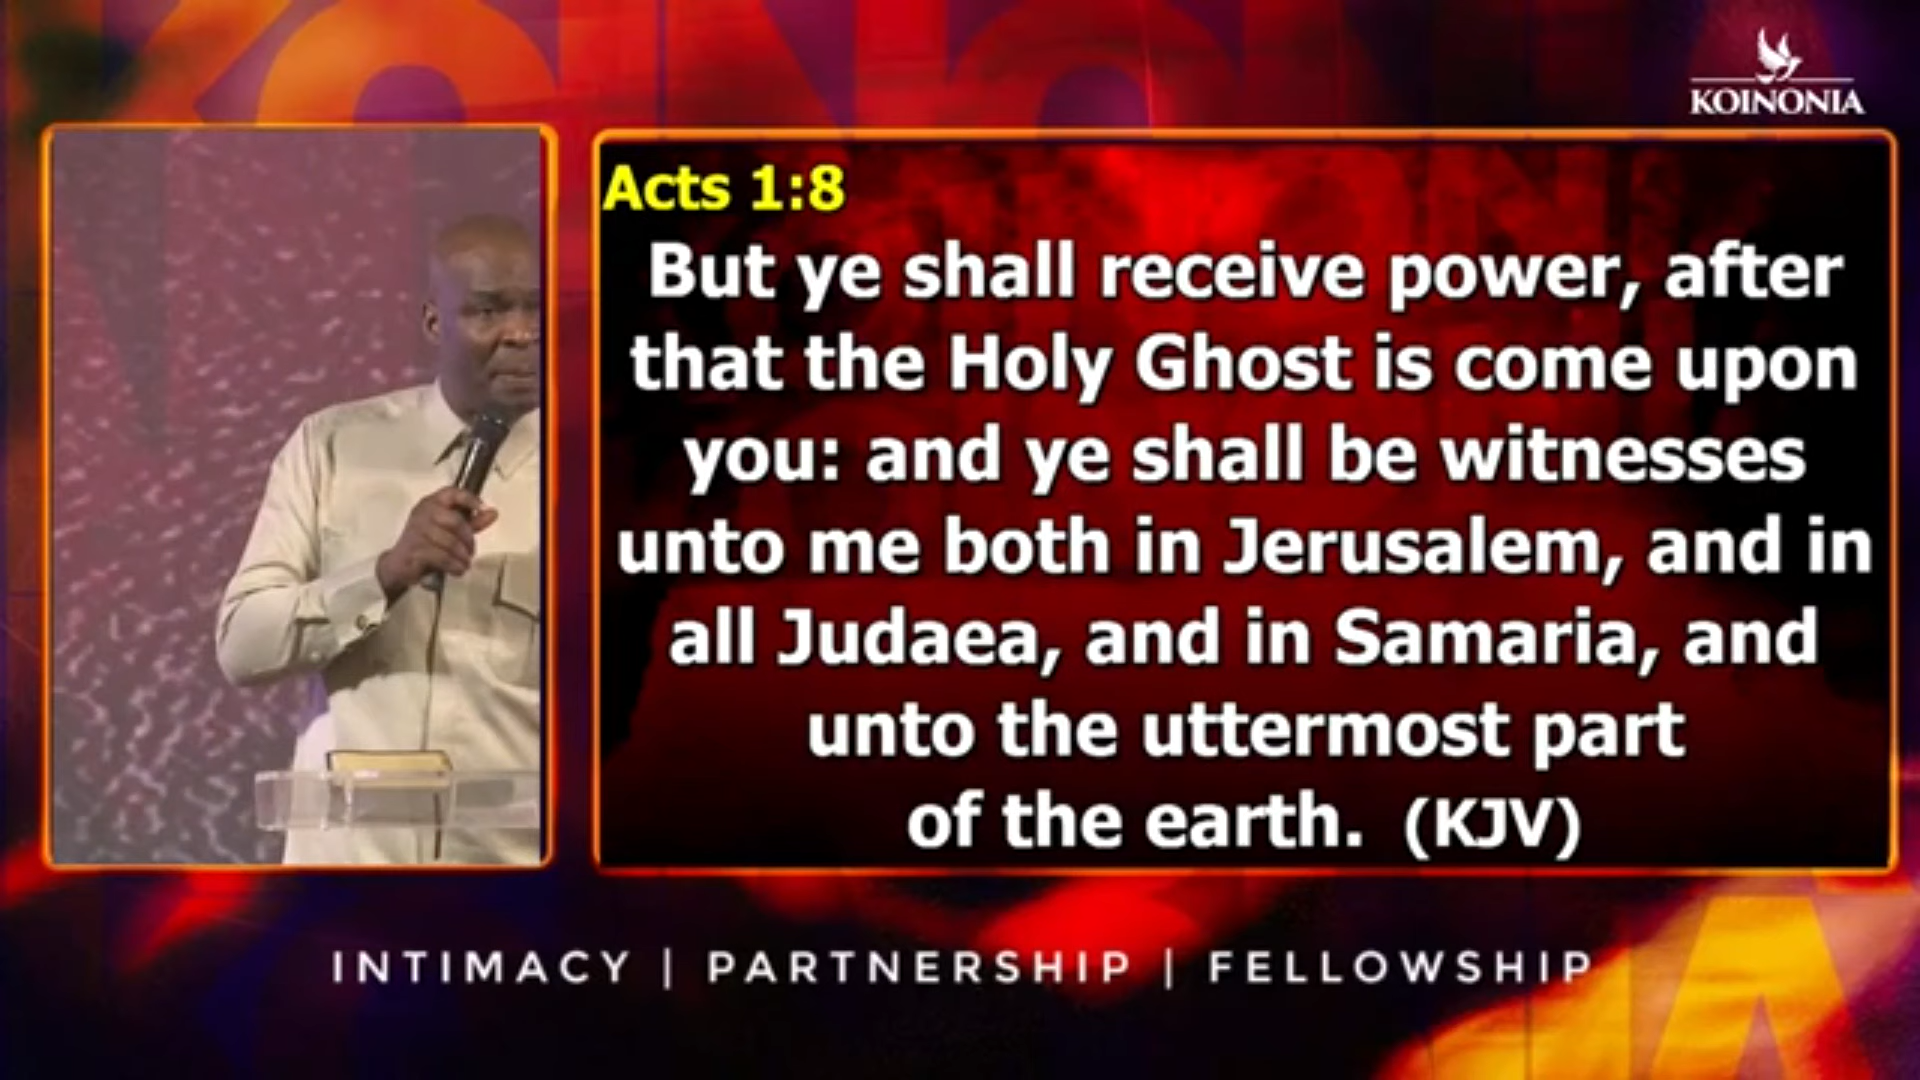 KOINONIA
Acts 1:8
But ye shall receive power, after
that the Holy Ghost is come upon
you: and ye shall be witnesses
unto me both in Jerusalem, and in
all Judaea, and in Samaria, and
unto the uttermost part
of the earth. (KJV)
INTIMACY | PARTNERSHIP | FELLOWSHIP